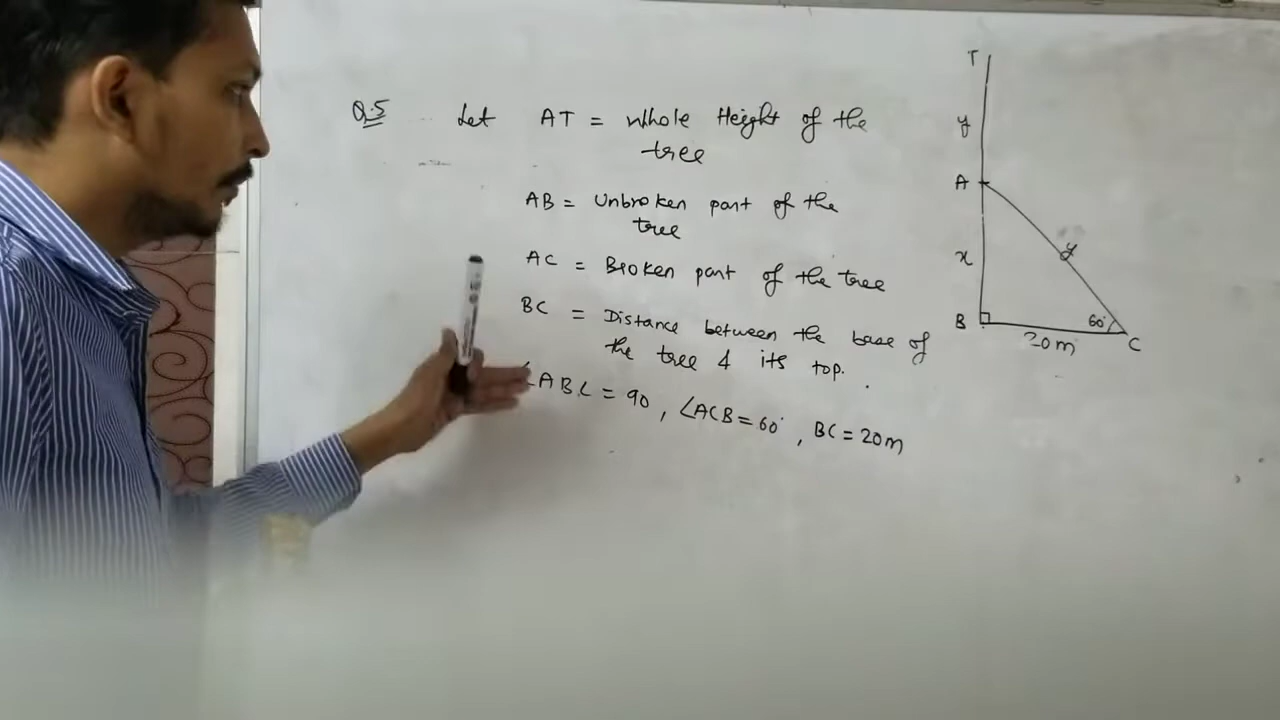 Q.5 Let AT = Whole Height of the
tree
AB = Unbroken part of the
tree
AC = Broken part of the tree
BC = Distance between the base of
the tree & its top.
∠ABC = 90, ∠ACB = 60°, BC = 20m
T
y
A
x
y
B
60°
C
20m